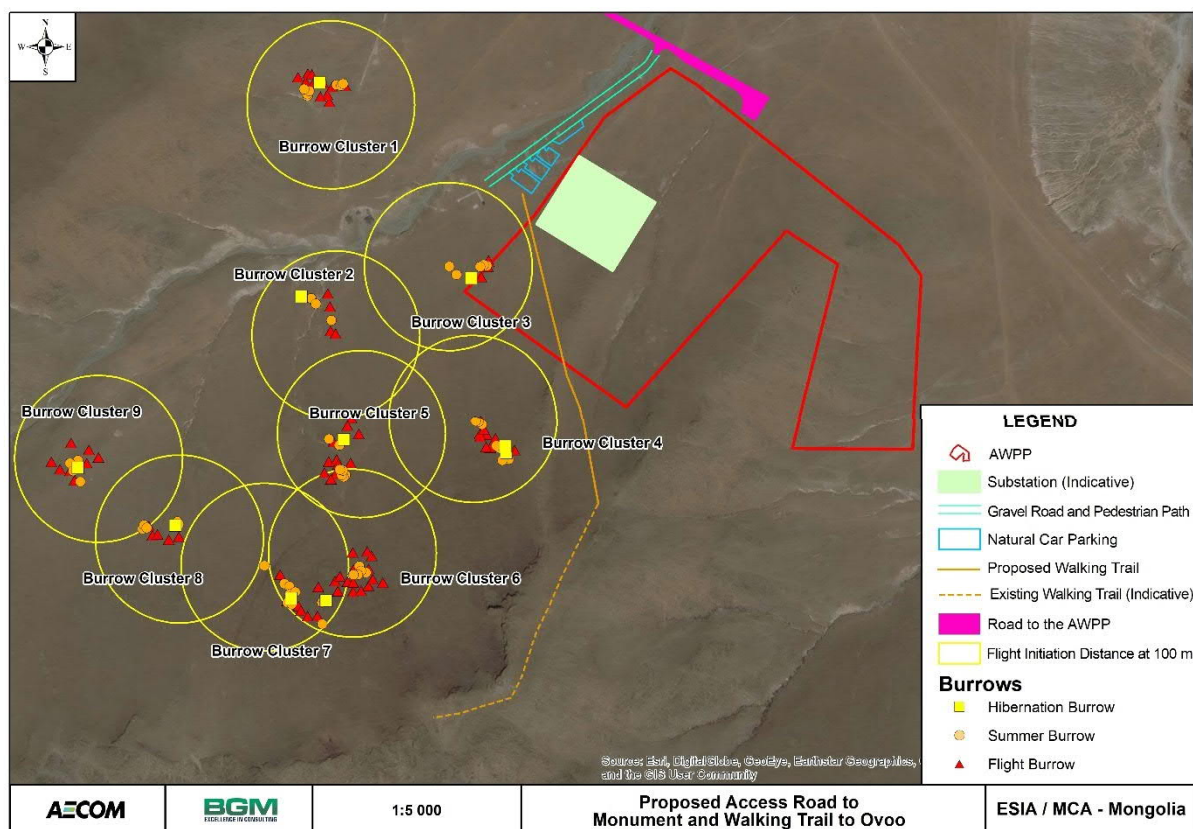 N
W E
S
Burrow Cluster 1
Burrow Cluster 2
Burrow Cluster 3
Burrow Cluster 9
Burrow Cluster 5
Burrow Cluster 4
Burrow Cluster 8
Burrow Cluster 6
Burrow Cluster 7
LEGEND
AWPP
Substation (Indicative)
Gravel Road and Pedestrian Path
Natural Car Parking
Proposed Walking Trail
Existing Walking Trail (Indicative)
Road to the AWPP
Flight Initiation Distance at 100 m
Burrows
Hibernation Burrow
Summer Burrow
Flight Burrow
Source: Esri, DigitalGlobe, GeoEye, Earthstar Geographics,
and the GIS User Community
AECOM
BGM
EXCELLENCE IN CONSULTING
1:5 000
Proposed Access Road to
Monument and Walking Trail to Ovoo
ESIA / MCA - Mongolia